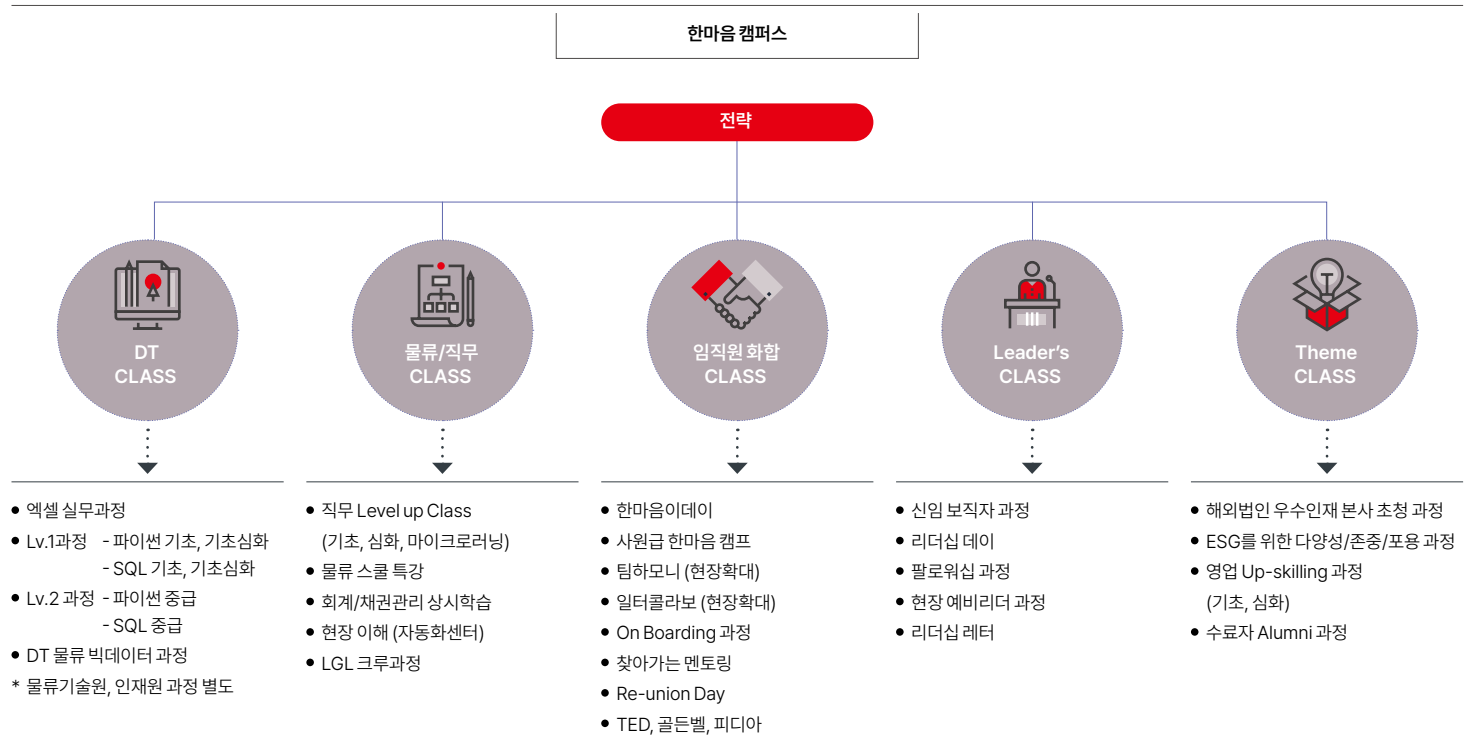 한마음 캠퍼스
전략
DT
CLASS
• 엑셀 실무과정
• Lv.1과정 - 파이썬 기초, 기초심화
- SQL 기초, 기초심화
• Lv.2 과정 - 파이썬 중급
- SQL 중급
• DT 물류 빅데이터 과정
* 물류기술원, 인재원 과정 별도
물류/직무
CLASS
• 직무 Level up Class
(기초, 심화, 마이크로러닝)
• 물류 스쿨 특강
• 회계/채권관리 상시학습
• 현장 이해 (자동화센터)
• LGL 크루과정
임직원 화합
CLASS
• 한마음이데이
• 사원급 한마음 캠프
• 팀하모니 (현장확대)
• 일터콜라보 (현장확대)
• On Boarding 과정
• 찾아가는 멘토링
• Re-union Day
• TED, 골든벨, 피디아
Leader's
CLASS
• 신임 보직자 과정
• 리더십 데이
• 팔로워십 과정
• 현장 예비리더 과정
• 리더십 레터
Theme
CLASS
• 해외법인 우수인재 본사 초청 과정
• ESG를 위한 다양성/존중/포용 과정
• 영업 Up-skilling 과정
(기초, 심화)
• 수료자 Alumni 과정